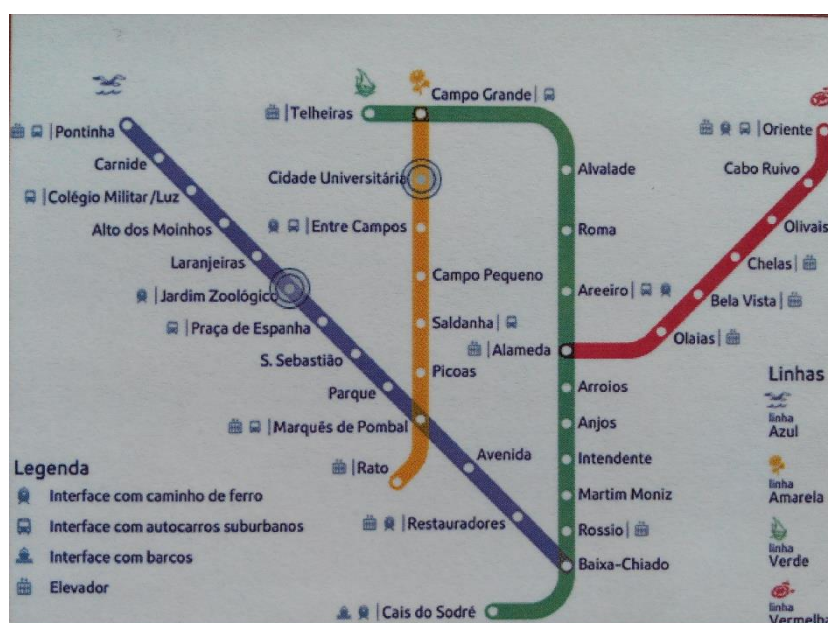 Campo Grande
Telheiras
Pontinha
Oriente
Carnide
Cidade Universitária
Alvalade
Cabo Ruivo
Colégio Militar/Luz
Alto dos Moinhos
Entre Campos
Roma
Olivais
Laranjeiras
Campo Pequeno
Chelas
Jardim Zoológico
Areeiro
Bela Vista
Praça de Espanha
Saldanha
Olaias
S. Sebastião
Alameda
Parque
Picoas
Arroios
Linhas
Marquês de Pombal
Anjos
linha
Azul
Avenida
Intendente
Legenda
Rato
linha
Amarela
Interface com caminho de ferro
Martim Moniz
Interface com autocarros suburbanos
Restauradores
Rossio
linha
Verde
Interface com barcos
Baixa-Chiado
Elevador
Cais do Sodré
linha
Vermelha